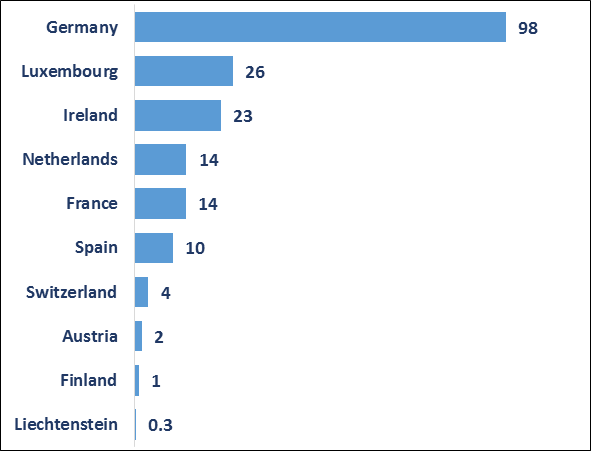 Germany 98
Luxembourg 26
Ireland 23
Netherlands 14
France 14
Spain 10
Switzerland 4
Austria 2
Finland 1
Liechtenstein 0.3